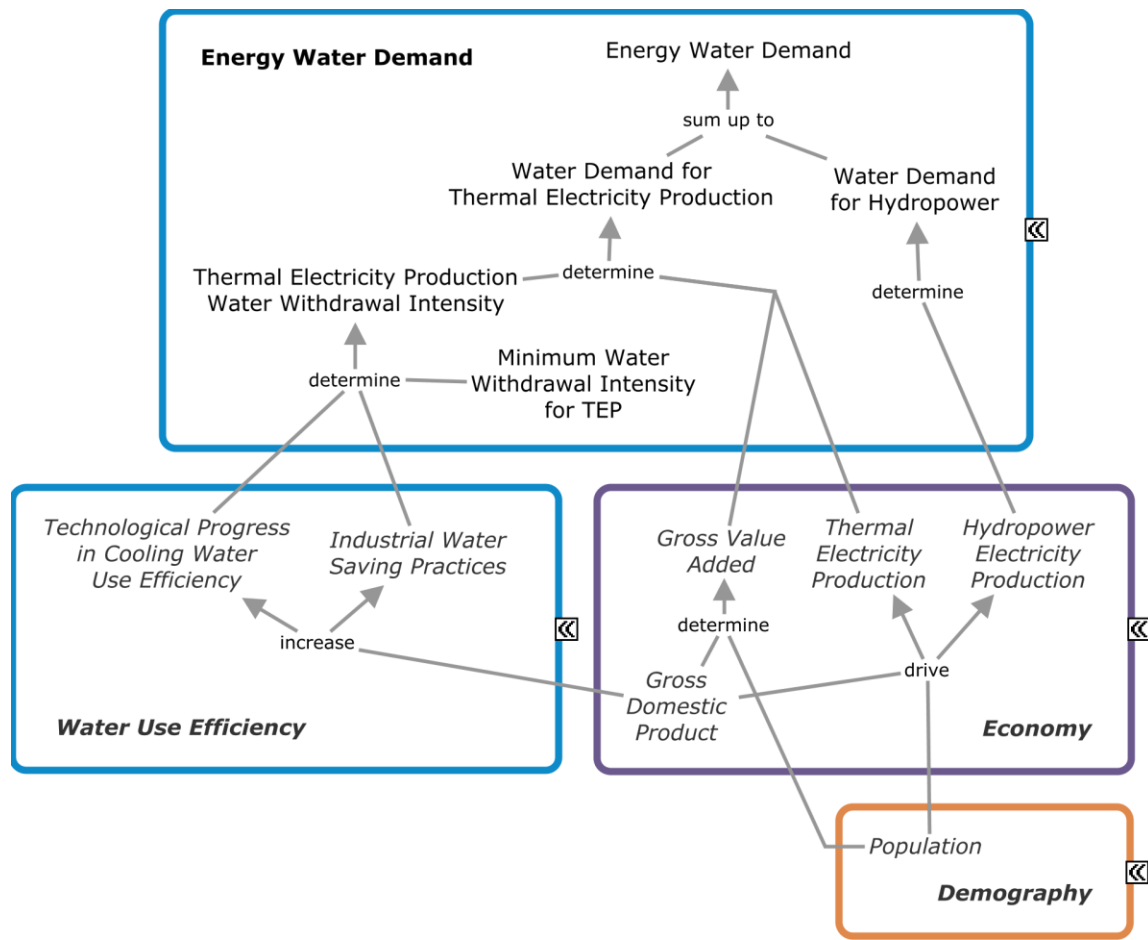 Energy Water Demand
Energy Water Demand
sum up to
Water Demand for
Thermal Electricity Production
Water Demand
for Hydropower
determine
Thermal Electricity Production
Water Withdrawal Intensity
determine
determine
Minimum Water
Withdrawal Intensity
for TEP
Technological Progress
in Cooling Water
Use Efficiency
Industrial Water
Saving Practices
increase
Water Use Efficiency
Gross Value
Added
Thermal
Electricity
Production
Hydropower
Electricity
Production
determine
drive
Gross
Domestic
Product
Economy
Population
Demography